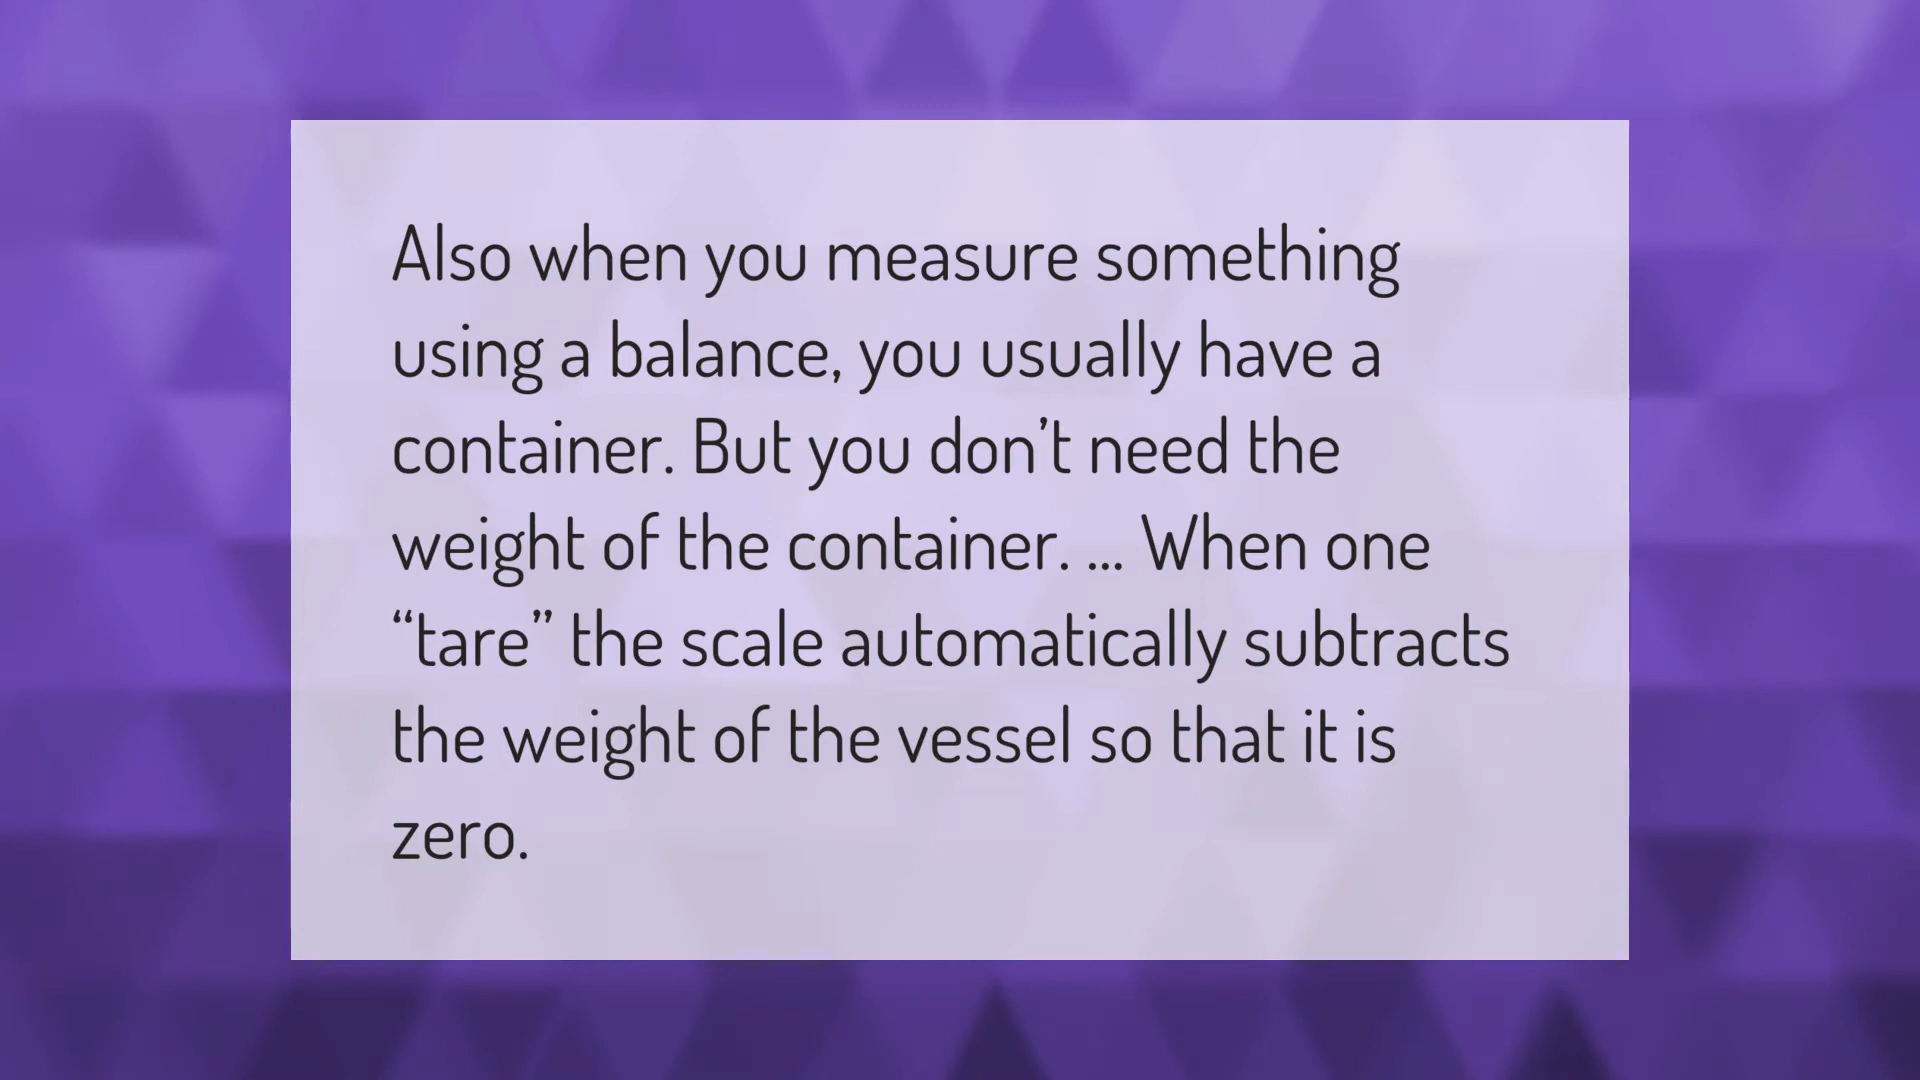 Also when you measure something
using a balance, you usually have a
container. But you don’t need the
weight of the container. ... When one
“tare” the scale automatically subtracts
the weight of the vessel so that it is
zero.